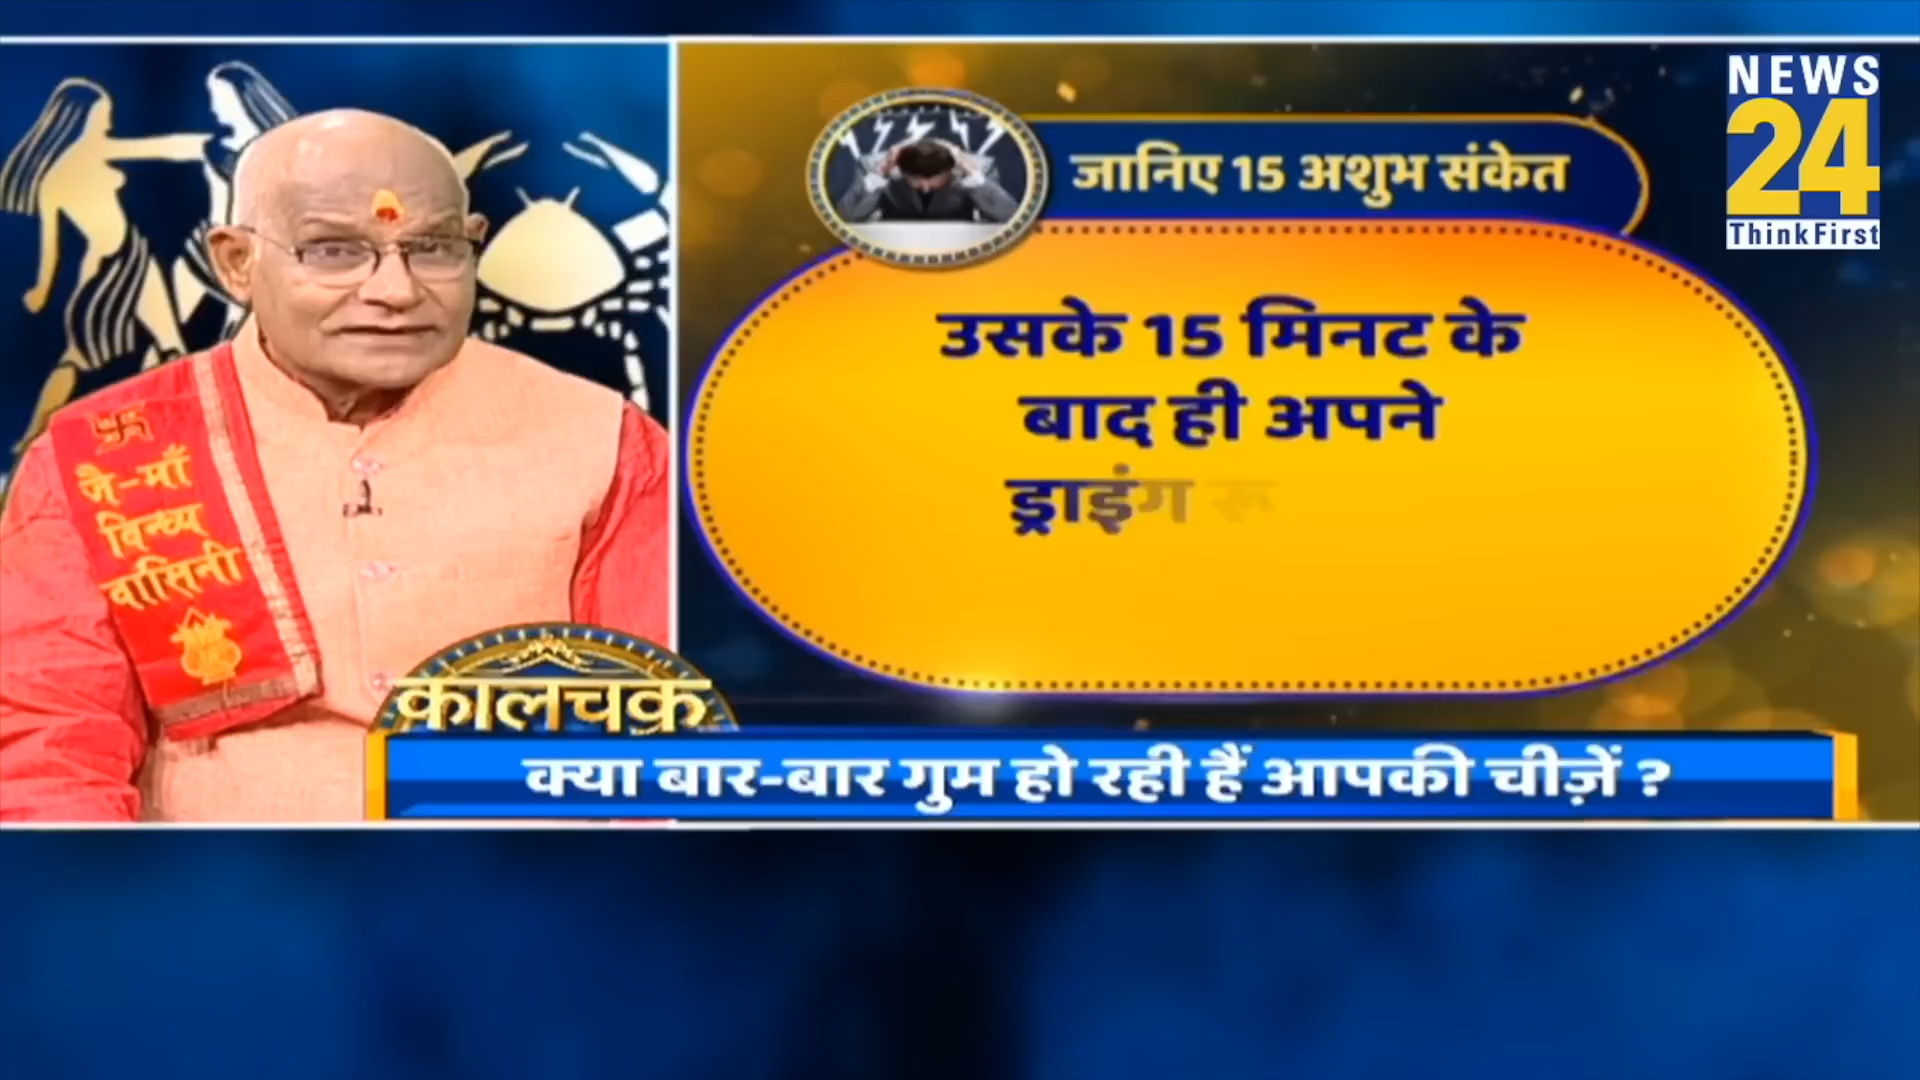 NEWS
24
ThinkFirst
जानिए 15 अशुभ संकेत
उसके 15 मिनट के
बाद ही अपने
ड्राइंग रू
जै-माँ
विन्ध्य
वासिनी
कालचक्र
क्या बार-बार गुम हो रही हैं आपकी चीज़ें ?